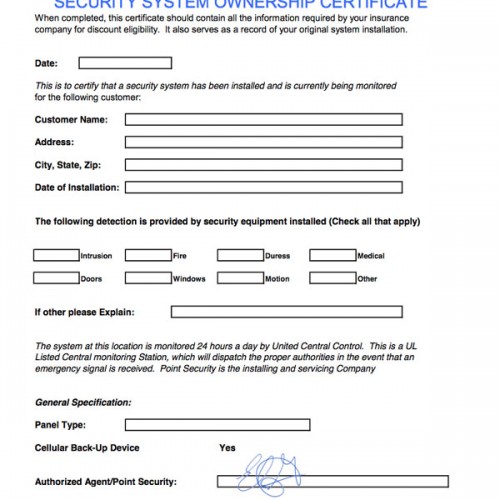 SECURITY SYSTEM OWNERSHIP CERTIFICATE
When completed, this certificate should contain all the information required by your insurance
company for discount eligibility. It also serves as a record of your original system installation.
Date:
This is to certify that a security system has been installed and is currently being monitored
for the following customer:
Customer Name:
Address:
City, State, Zip:
Date of Installation:
The following detection is provided by security equipment installed (Check all that apply)
Intrusion Fire Duress Medical
Doors Windows Motion Other
If other please Explain:
The system at this location is monitored 24 hours a day by United Central Control. This is a UL
Listed Central monitoring Station, which will dispatch the proper authorities in the event that an
emergency signal is received. Point Security is the installing and servicing Company
General Specification:
Panel Type:
Cellular Back-Up Device Yes
Authorized Agent/Point Security: